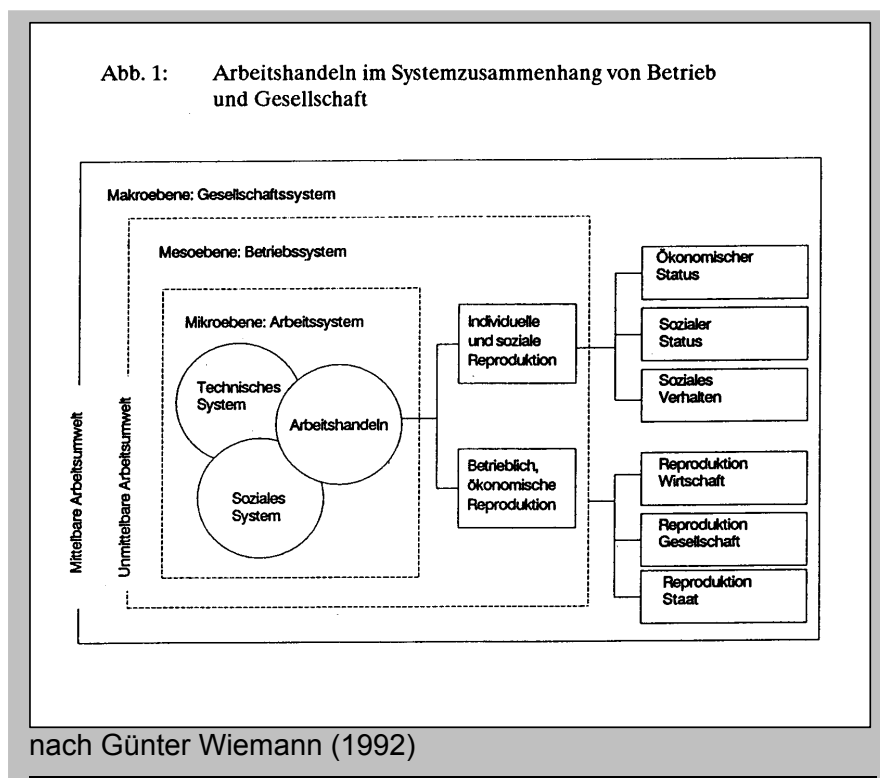 Abb. 1: Arbeitshandeln im Systemzusammenhang von Betrieb
und Gesellschaft
Makroebene: Gesellschaftssystem
Mesoebene: Betriebssystem
Mikroebene: Arbeitssystem
Technisches
System
Arbeitshandeln
Soziales
System
Mittelbare Arbeitsumwelt
Unmittelbare Arbeitsumwelt
Individuelle
und soziale
Reproduktion
Betrieblich,
ökonomische
Reproduktion
Ökonomischer
Status
Sozialer
Status
Soziales
Verhalten
Reproduktion
Wirtschaft
Reproduktion
Gesellschaft
Reproduktion
Staat
nach Günter Wiemann (1992)